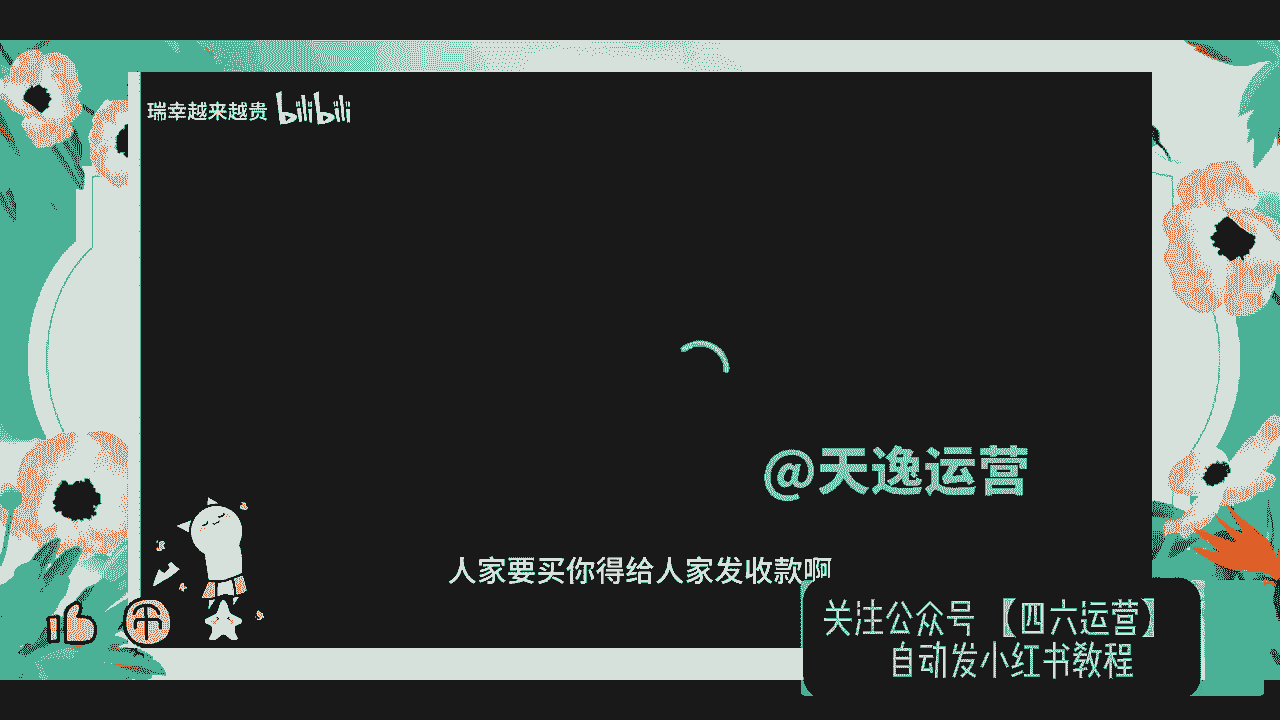 瑞幸越来越贵 bilibili
@天逸运营
人家要买你得给人家发收款啊
关注公众号【四六运营】
自动发小红书教程